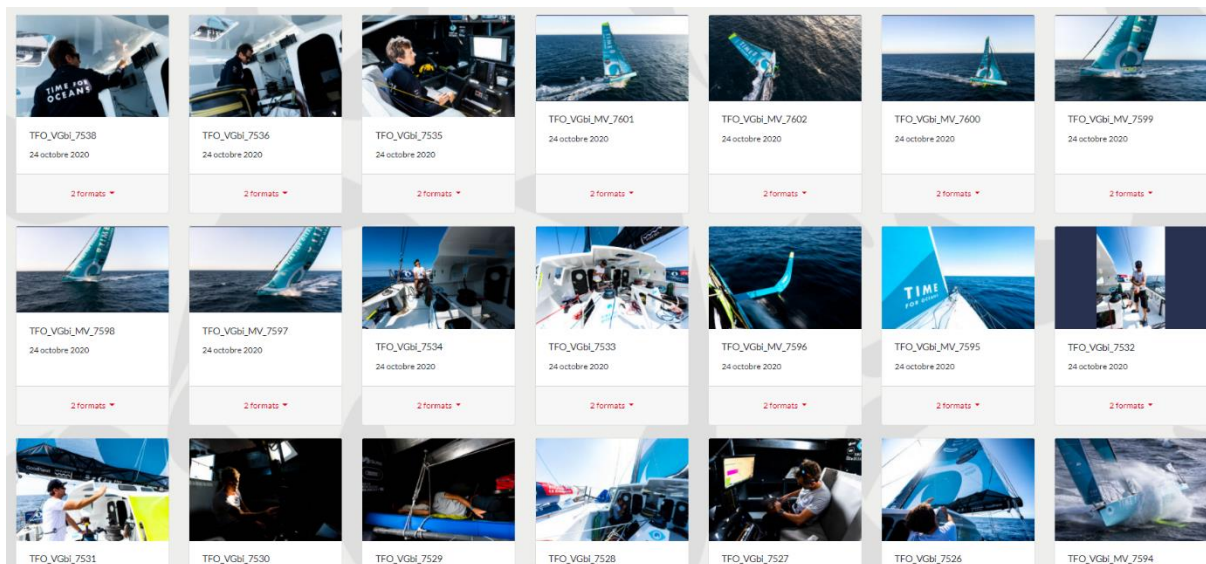 TIME FOR
OCEANS
TFO_VGbi_7538
24 octobre 2020
2 formats
TFO_VGbi_7536
24 octobre 2020
2 formats
TFO_VGbi_7535
24 octobre 2020
2 formats
TFO_VGbi_MV_7601
24 octobre 2020
2 formats
TIME F
TFO_VGbi_MV_7602
24 octobre 2020
2 formats
TFO_VGbi_MV_7600
24 octobre 2020
2 formats
TFO_VGbi_MV_7599
24 octobre 2020
2 formats
TFO_VGbi_MV_7598
24 octobre 2020
2 formats
TFO_VGbi_MV_7597
24 octobre 2020
2 formats
TFO_VGbi_7534
24 octobre 2020
2 formats
TFO_VGbi_7533
24 octobre 2020
2 formats
TFO_VGbi_MV_7596
24 octobre 2020
2 formats
TIME
FOR OCEANS
TFO_VGbi_MV_7595
24 octobre 2020
2 formats
TFO_VGbi_7532
24 octobre 2020
2 formats
TFO_VGbi_7531
TFO_VGbi_7530
TFO_VGbi_7529
TFO_VGbi_7528
TFO_VGbi_7527
TFO_VGbi_7526
TFO_VGbi_MV_7594